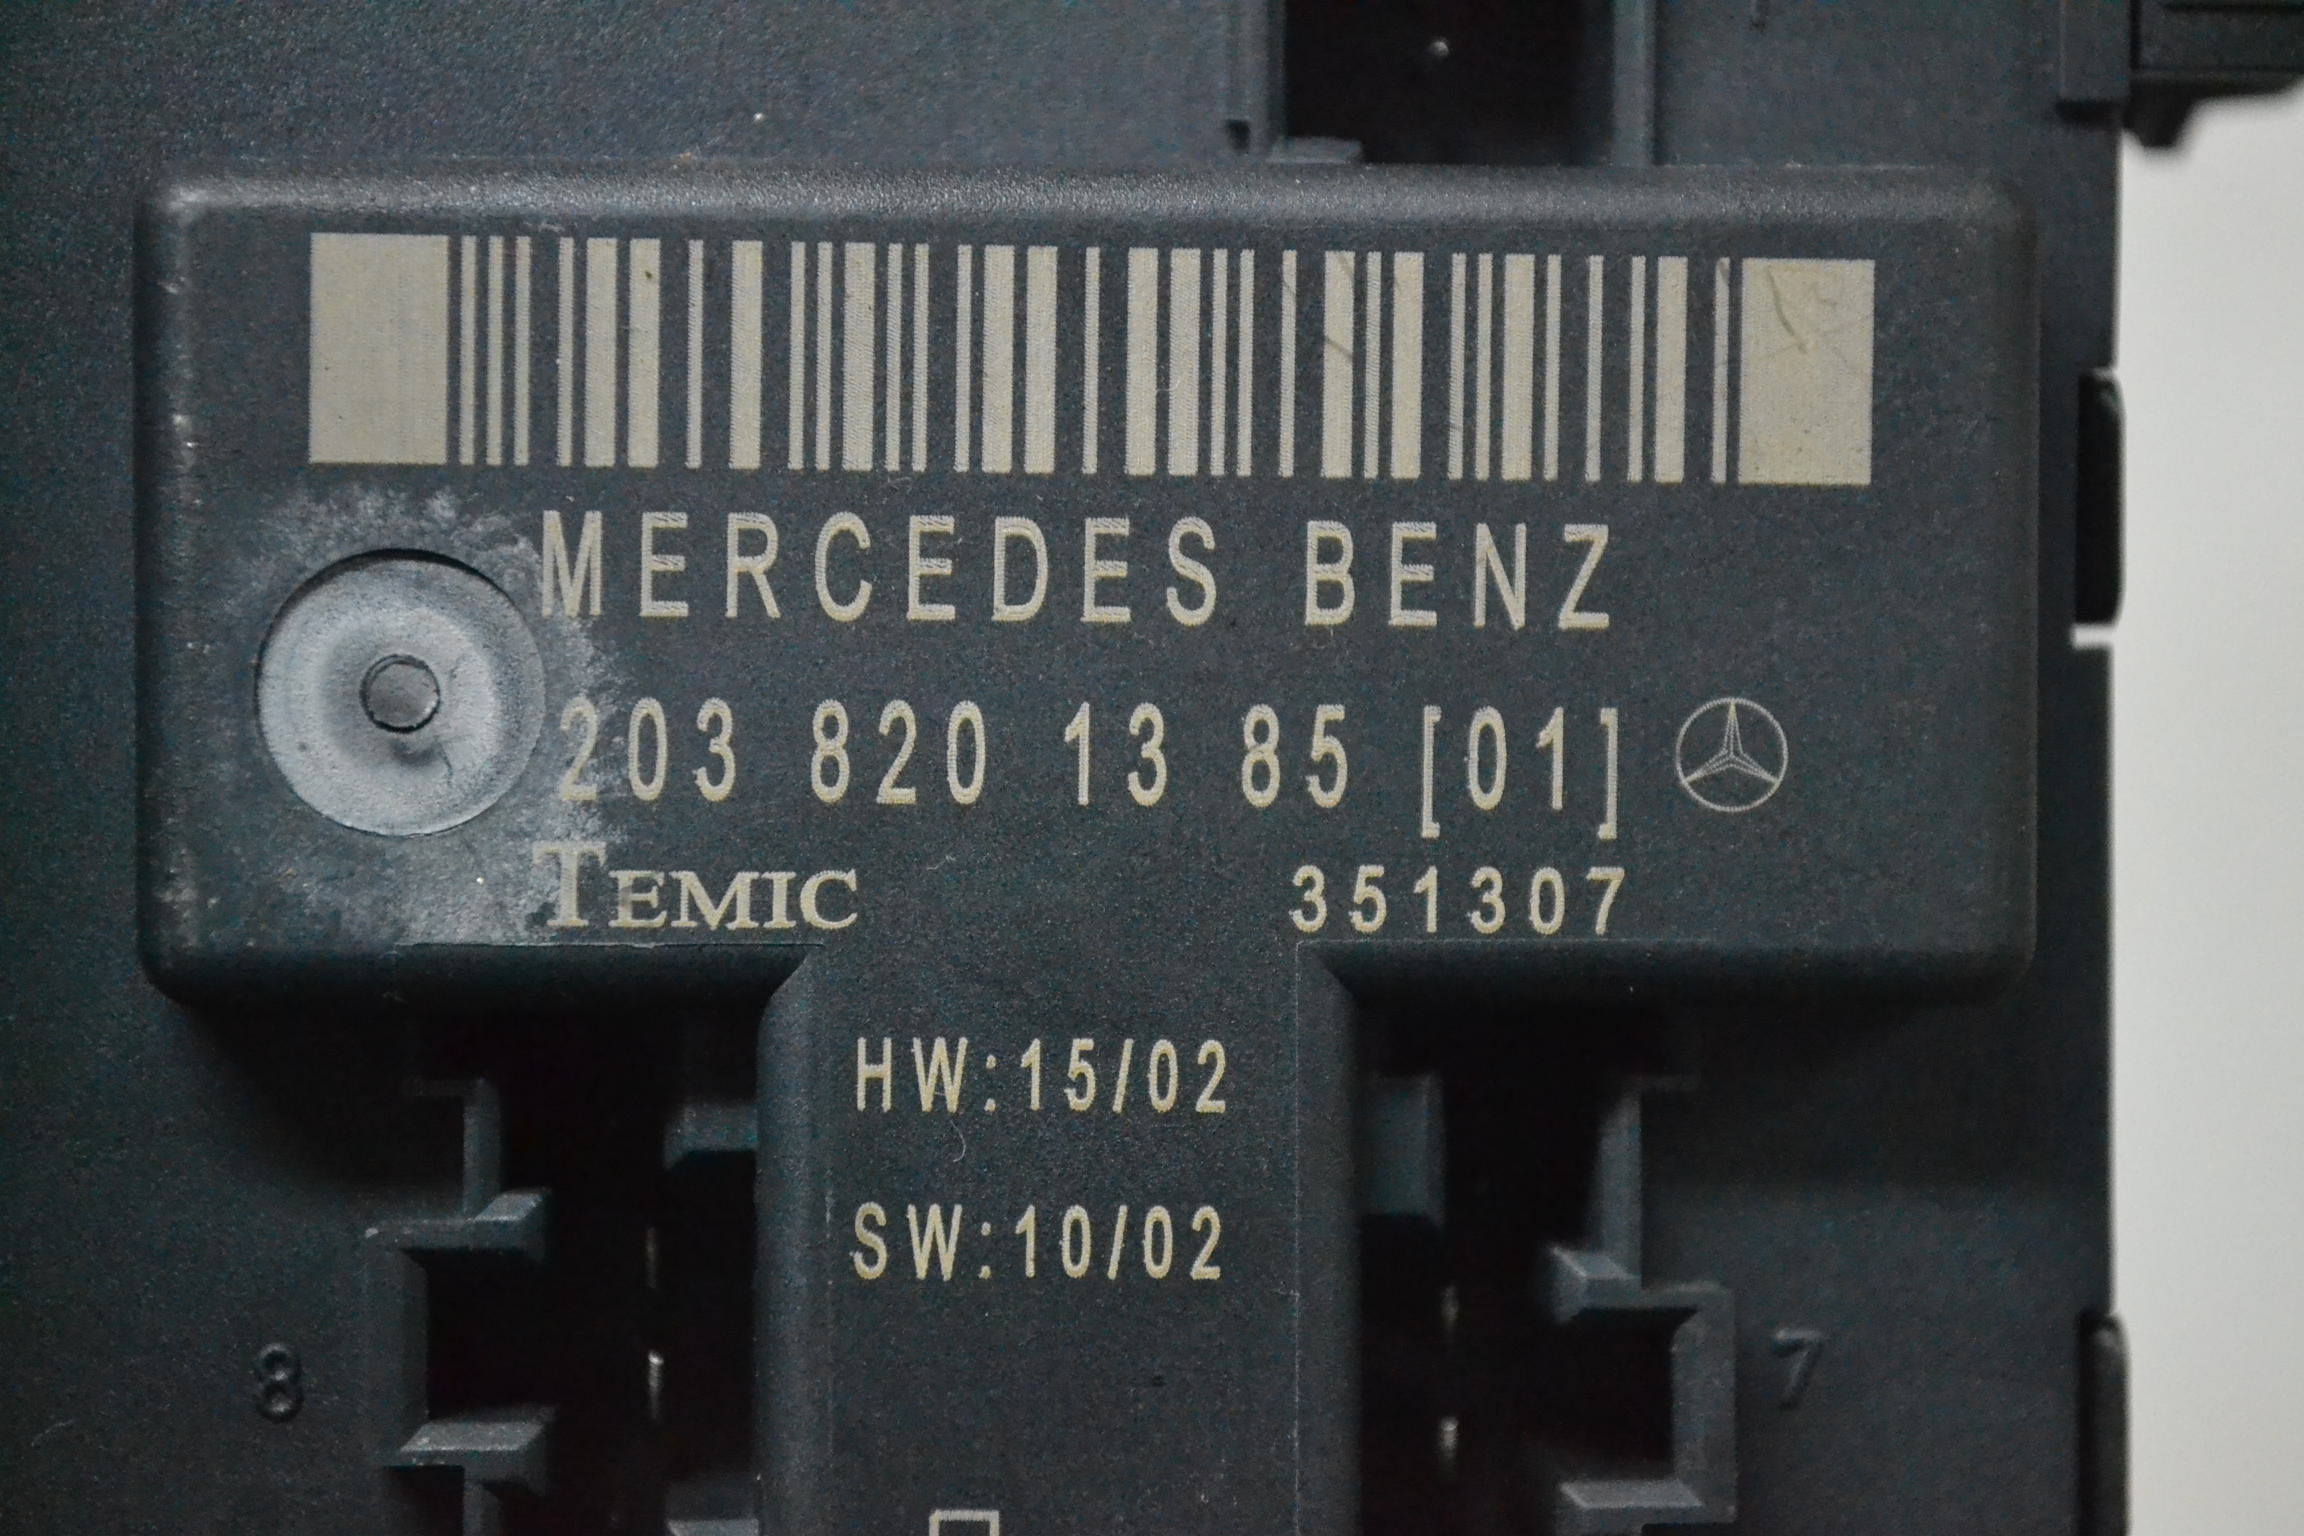 MERCEDES BENZ
203 820 13 85 [01]
TEMIC 351307
HW:15/02
SW:10/02
8 7